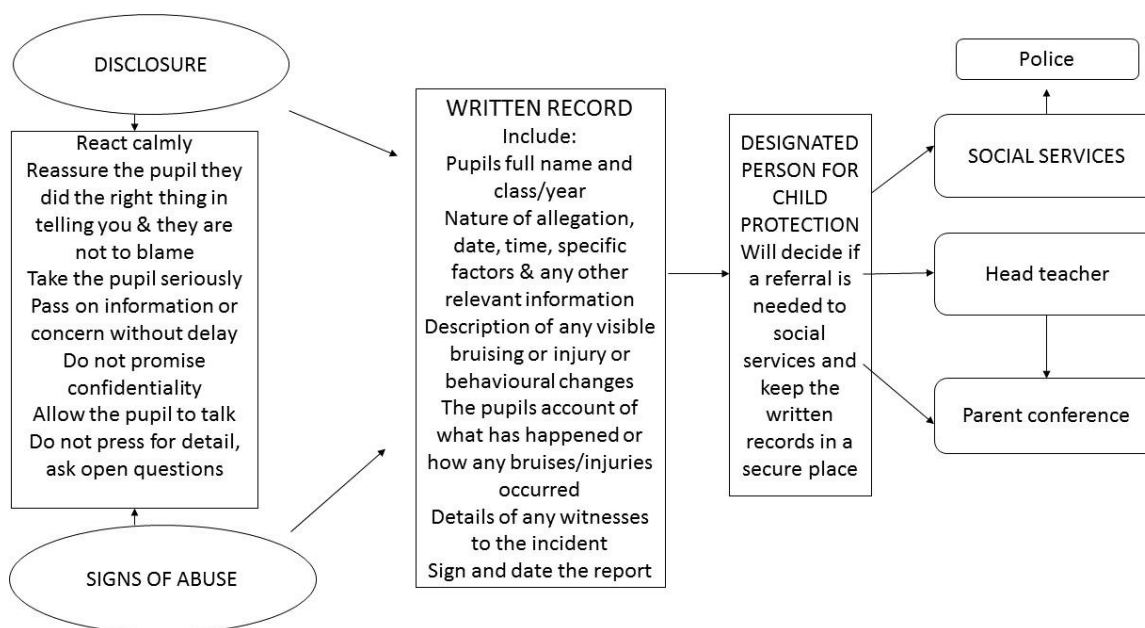 DISCLOSURE
React calmly
Reassure the pupil they
did the right thing in
telling you & they are
not to blame
Take the pupil seriously
Pass on information or
concern without delay
Do not promise
confidentiality
Allow the pupil to talk
Do not press for detail,
ask open questions
SIGNS OF ABUSE
WRITTEN RECORD
Include:
Pupils full name and
class/year
Nature of allegation,
date, time, specific
factors & any other
relevant information
Description of any visible
bruising or injury or
behavioural changes
The pupils account of
what has happened or
how any bruises/injuries
occurred
Details of any witnesses
to the incident
Sign and date the report
DESIGNATED
PERSON FOR
CHILD
PROTECTION
Will decide if
a referral is
needed to
social
services and
keep the
written
records in a
secure place
Police
SOCIAL SERVICES
Head teacher
Parent conference